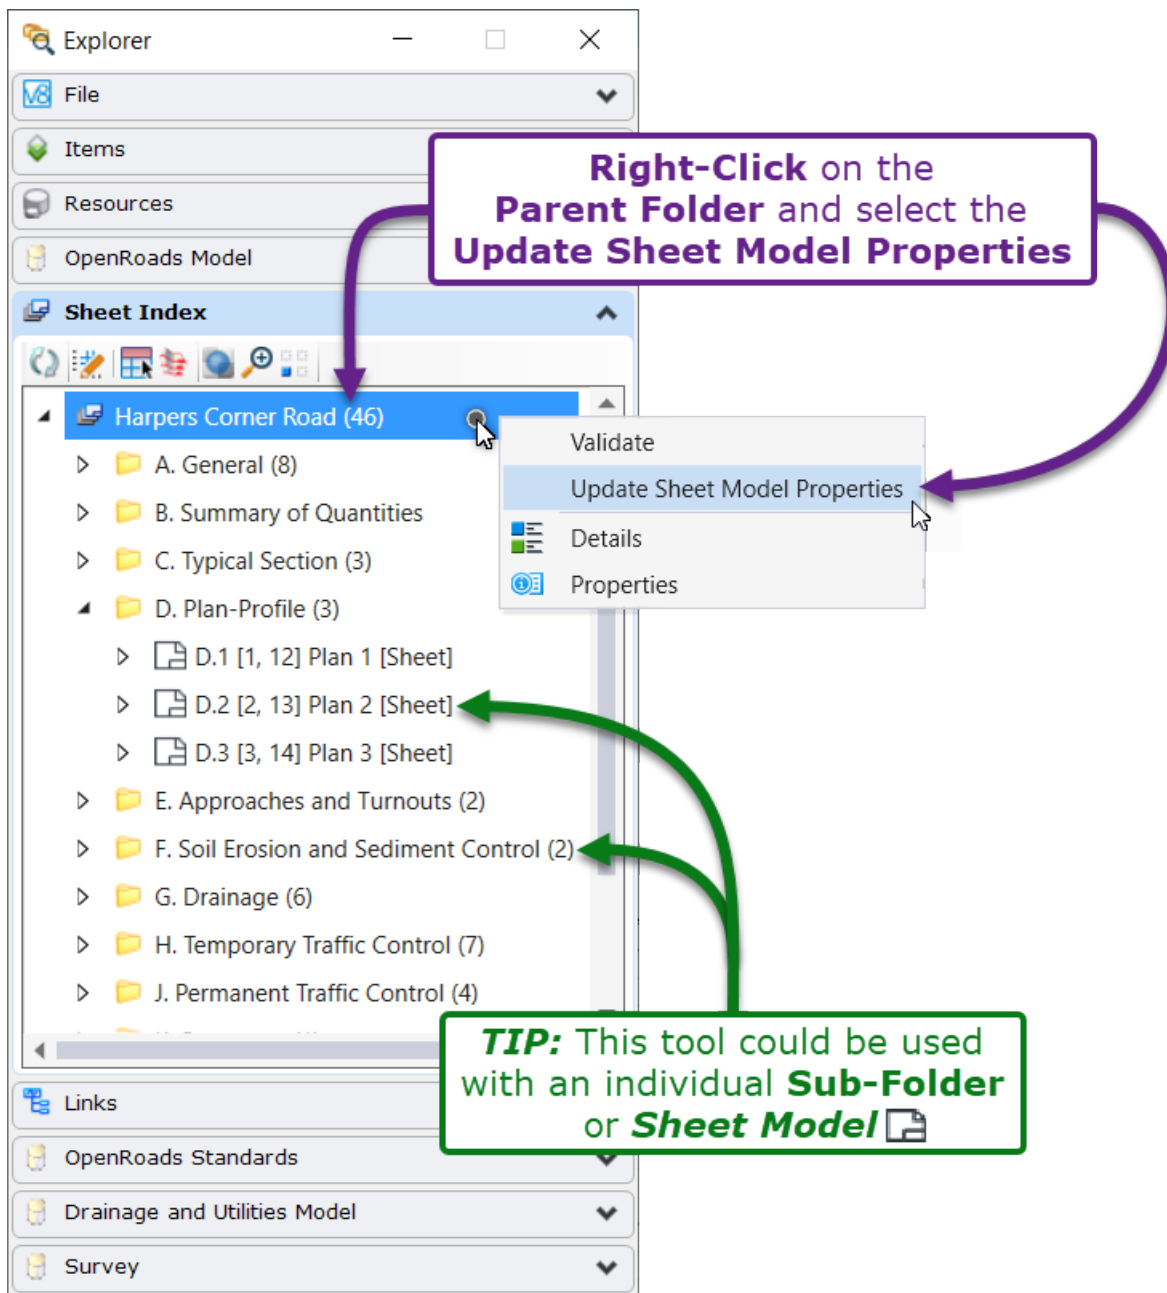 Explorer
V8 File
Items
Right-Click on the
Parent Folder and select the
Update Sheet Model Properties
Resources
OpenRoads Model
Sheet Index
Harpers Corner Road (46)
Validate
Update Sheet Model Properties
Details
Properties
A. General (8)
B. Summary of Quantities
C. Typical Section (3)
D. Plan-Profile (3)
D.1 [1, 12] Plan 1 [Sheet]
D.2 [2, 13] Plan 2 [Sheet]
D.3 [3, 14] Plan 3 [Sheet]
E. Approaches and Turnouts (2)
F. Soil Erosion and Sediment Control (2)
G. Drainage (6)
H. Temporary Traffic Control (7)
J. Permanent Traffic Control (4)
TIP: This tool could be used
with an individual Sub-Folder
or Sheet Model
Links
OpenRoads Standards
Drainage and Utilities Model
Survey